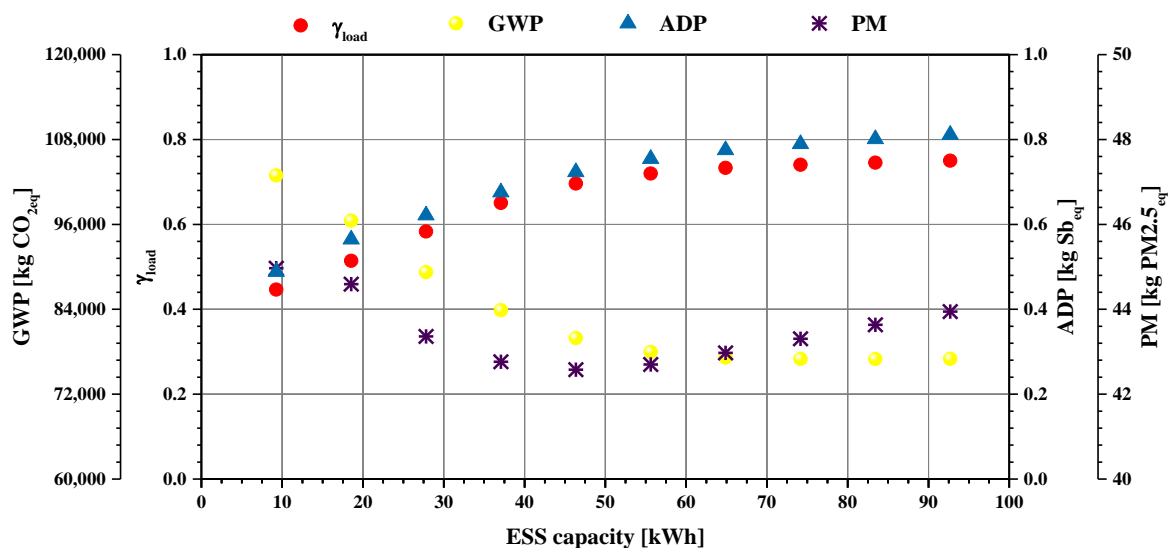 γload GWP ADP PM
120,000 1.0 1.0 50
108,000 0.8 0.8 48
96,000 0.6 0.6 46
84,000 0.4 0.4 44
72,000 0.2 0.2 42
60,000 0.0 0.0 40
GWP [kg CO2eq]
γload
ADP [kg Sbeq]
PM [kg PM2.5eq]
0 10 20 30 40 50 60 70 80 90 100
ESS capacity [kWh]